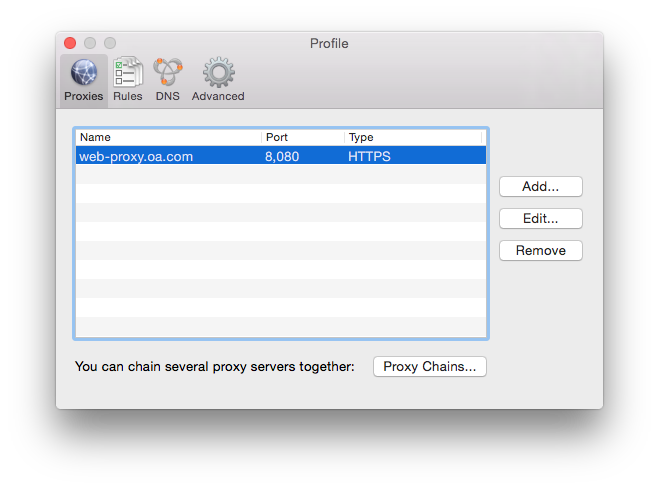 Profile
Proxies Rules DNS Advanced
Name Port Type
web-proxy.oa.com 8,080 HTTPS
Add...
Edit...
Remove
You can chain several proxy servers together: Proxy Chains...